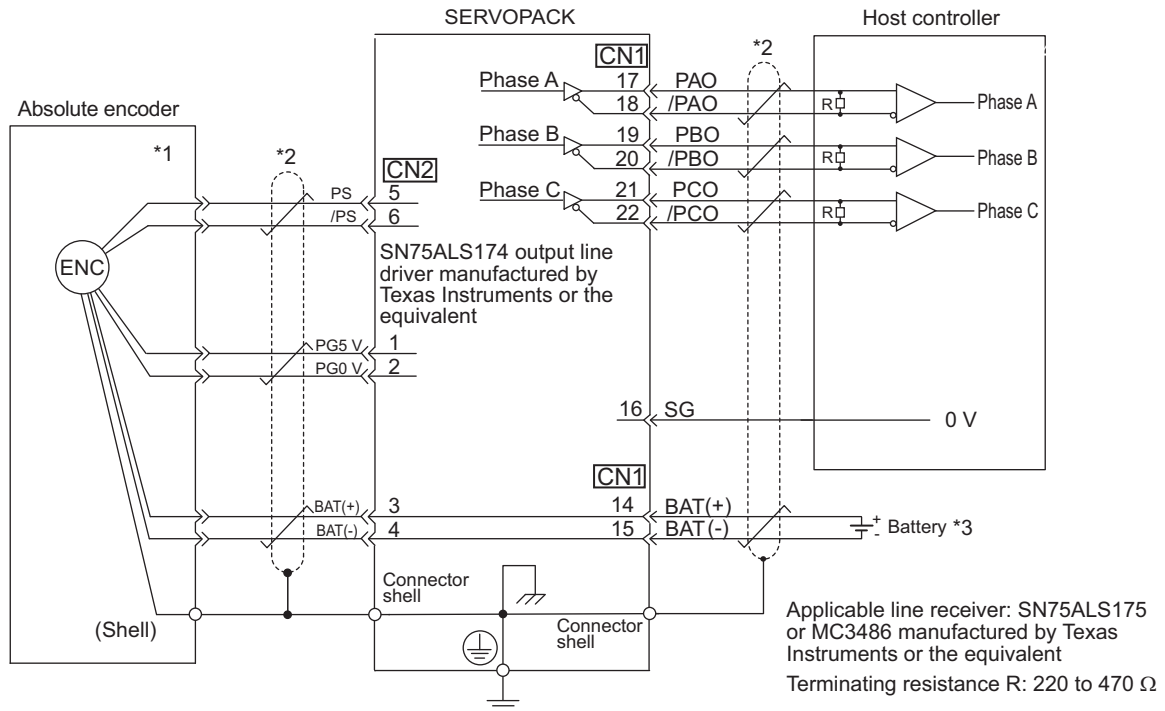 SERVOPACK
Host controller
Absolute encoder
*1
*2
CN2
PS 5
/PS 6
ENC
SN75ALS174 output line
driver manufactured by
Texas Instruments or the
equivalent
PG5 V 1
PG0 V 2
BAT(+) 3
BAT(-) 4
(Shell)
Connector
shell
CN1
*2
Phase A 17 PAO
18 /PAO
R
Phase A
Phase B 19 PBO
20 /PBO
R
Phase B
Phase C 21 PCO
22 /PCO
R
Phase C
16 SG
0 V
CN1
14 BAT(+)
15 BAT(-)
+
-
Battery *3
Connector
shell
Applicable line receiver: SN75ALS175
or MC3486 manufactured by Texas
Instruments or the equivalent
Terminating resistance R: 220 to 470 Ω